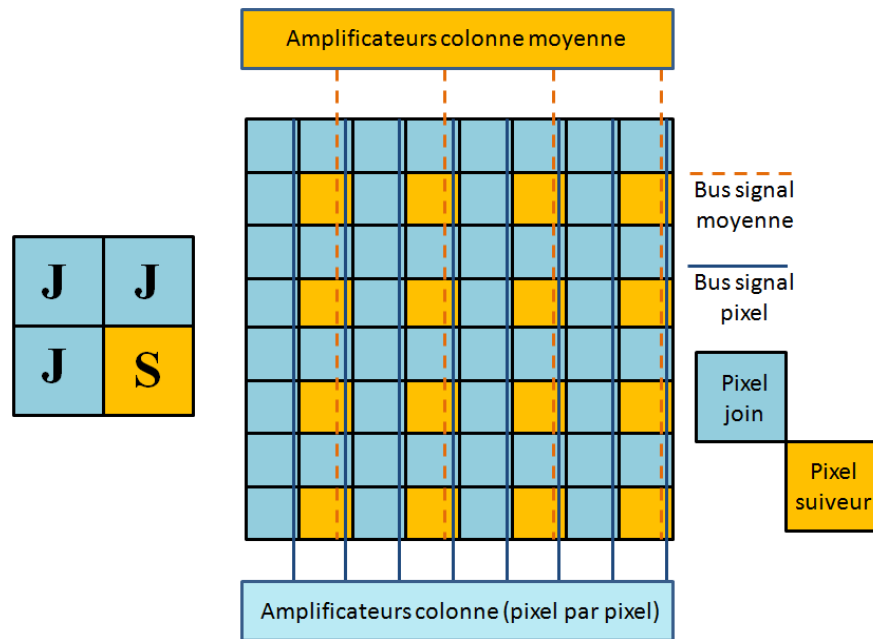 Amplificateurs colonne moyenne
Bus signal
moyenne
J J
J S
Bus signal
pixel
Pixel
join
Pixel
suiveur
Amplificateurs colonne (pixel par pixel)